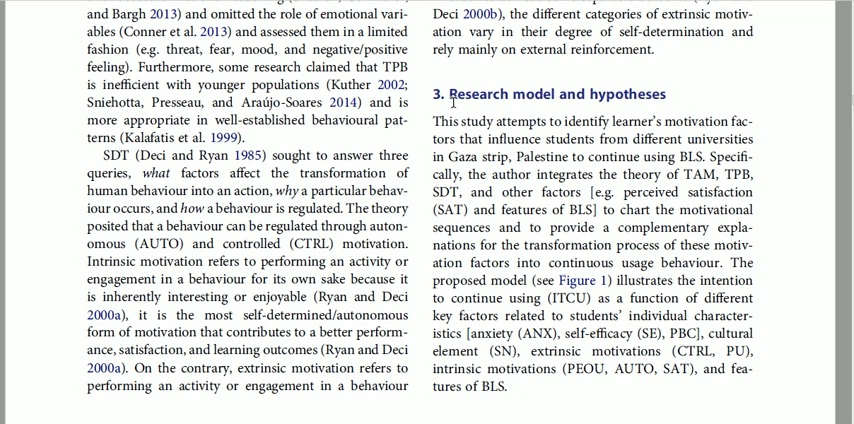 and Bargh 2013) and omitted the role of emotional vari-
ables (Conner et al. 2013) and assessed them in a limited
fashion (e.g. threat, fear, mood, and negative/positive
feeling). Furthermore, some research claimed that TPB
is inefficient with younger populations (Kuther 2002;
Sniehotta, Presseau, and Araújo-Soares 2014) and is
more appropriate in well-established behavioural pat-
terns (Kalafatis et al. 1999).
SDT (Deci and Ryan 1985) sought to answer three
queries, what factors affect the transformation of
human behaviour into an action, why a particular behav-
iour occurs, and how a behaviour is regulated. The theory
posited that a behaviour can be regulated through auton-
omous (AUTO) and controlled (CTRL) motivation.
Intrinsic motivation refers to performing an activity or
engagement in a behaviour for its own sake because it
is inherently interesting or enjoyable (Ryan and Deci
2000a), it is the most self-determined/autonomous
form of motivation that contributes to a better perform-
ance, satisfaction, and learning outcomes (Ryan and Deci
2000a). On the contrary, extrinsic motivation refers to
performing an activity or engagement in a behaviour
Deci 2000b), the different categories of extrinsic motiv-
ation vary in their degree of self-determination and
rely mainly on external reinforcement.
3. Research model and hypotheses
This study attempts to identify learner's motivation fac-
tors that influence students from different universities
in Gaza strip, Palestine to continue using BLS. Specifi-
cally, the author integrates the theory of TAM, TPB,
SDT, and other factors [e.g. perceived satisfaction
(SAT) and features of BLS] to chart the motivational
sequences and to provide a complementary expla-
nations for the transformation process of these motiv-
ation factors into continuous usage behaviour. The
proposed model (see Figure 1) illustrates the intention
to continue using (ITCU) as a function of different
key factors related to students' individual character-
istics [anxiety (ANX), self-efficacy (SE), PBC], cultural
element (SN), extrinsic motivations (CTRL, PU),
intrinsic motivations (PEOU, AUTO, SAT), and fea-
tures of BLS.